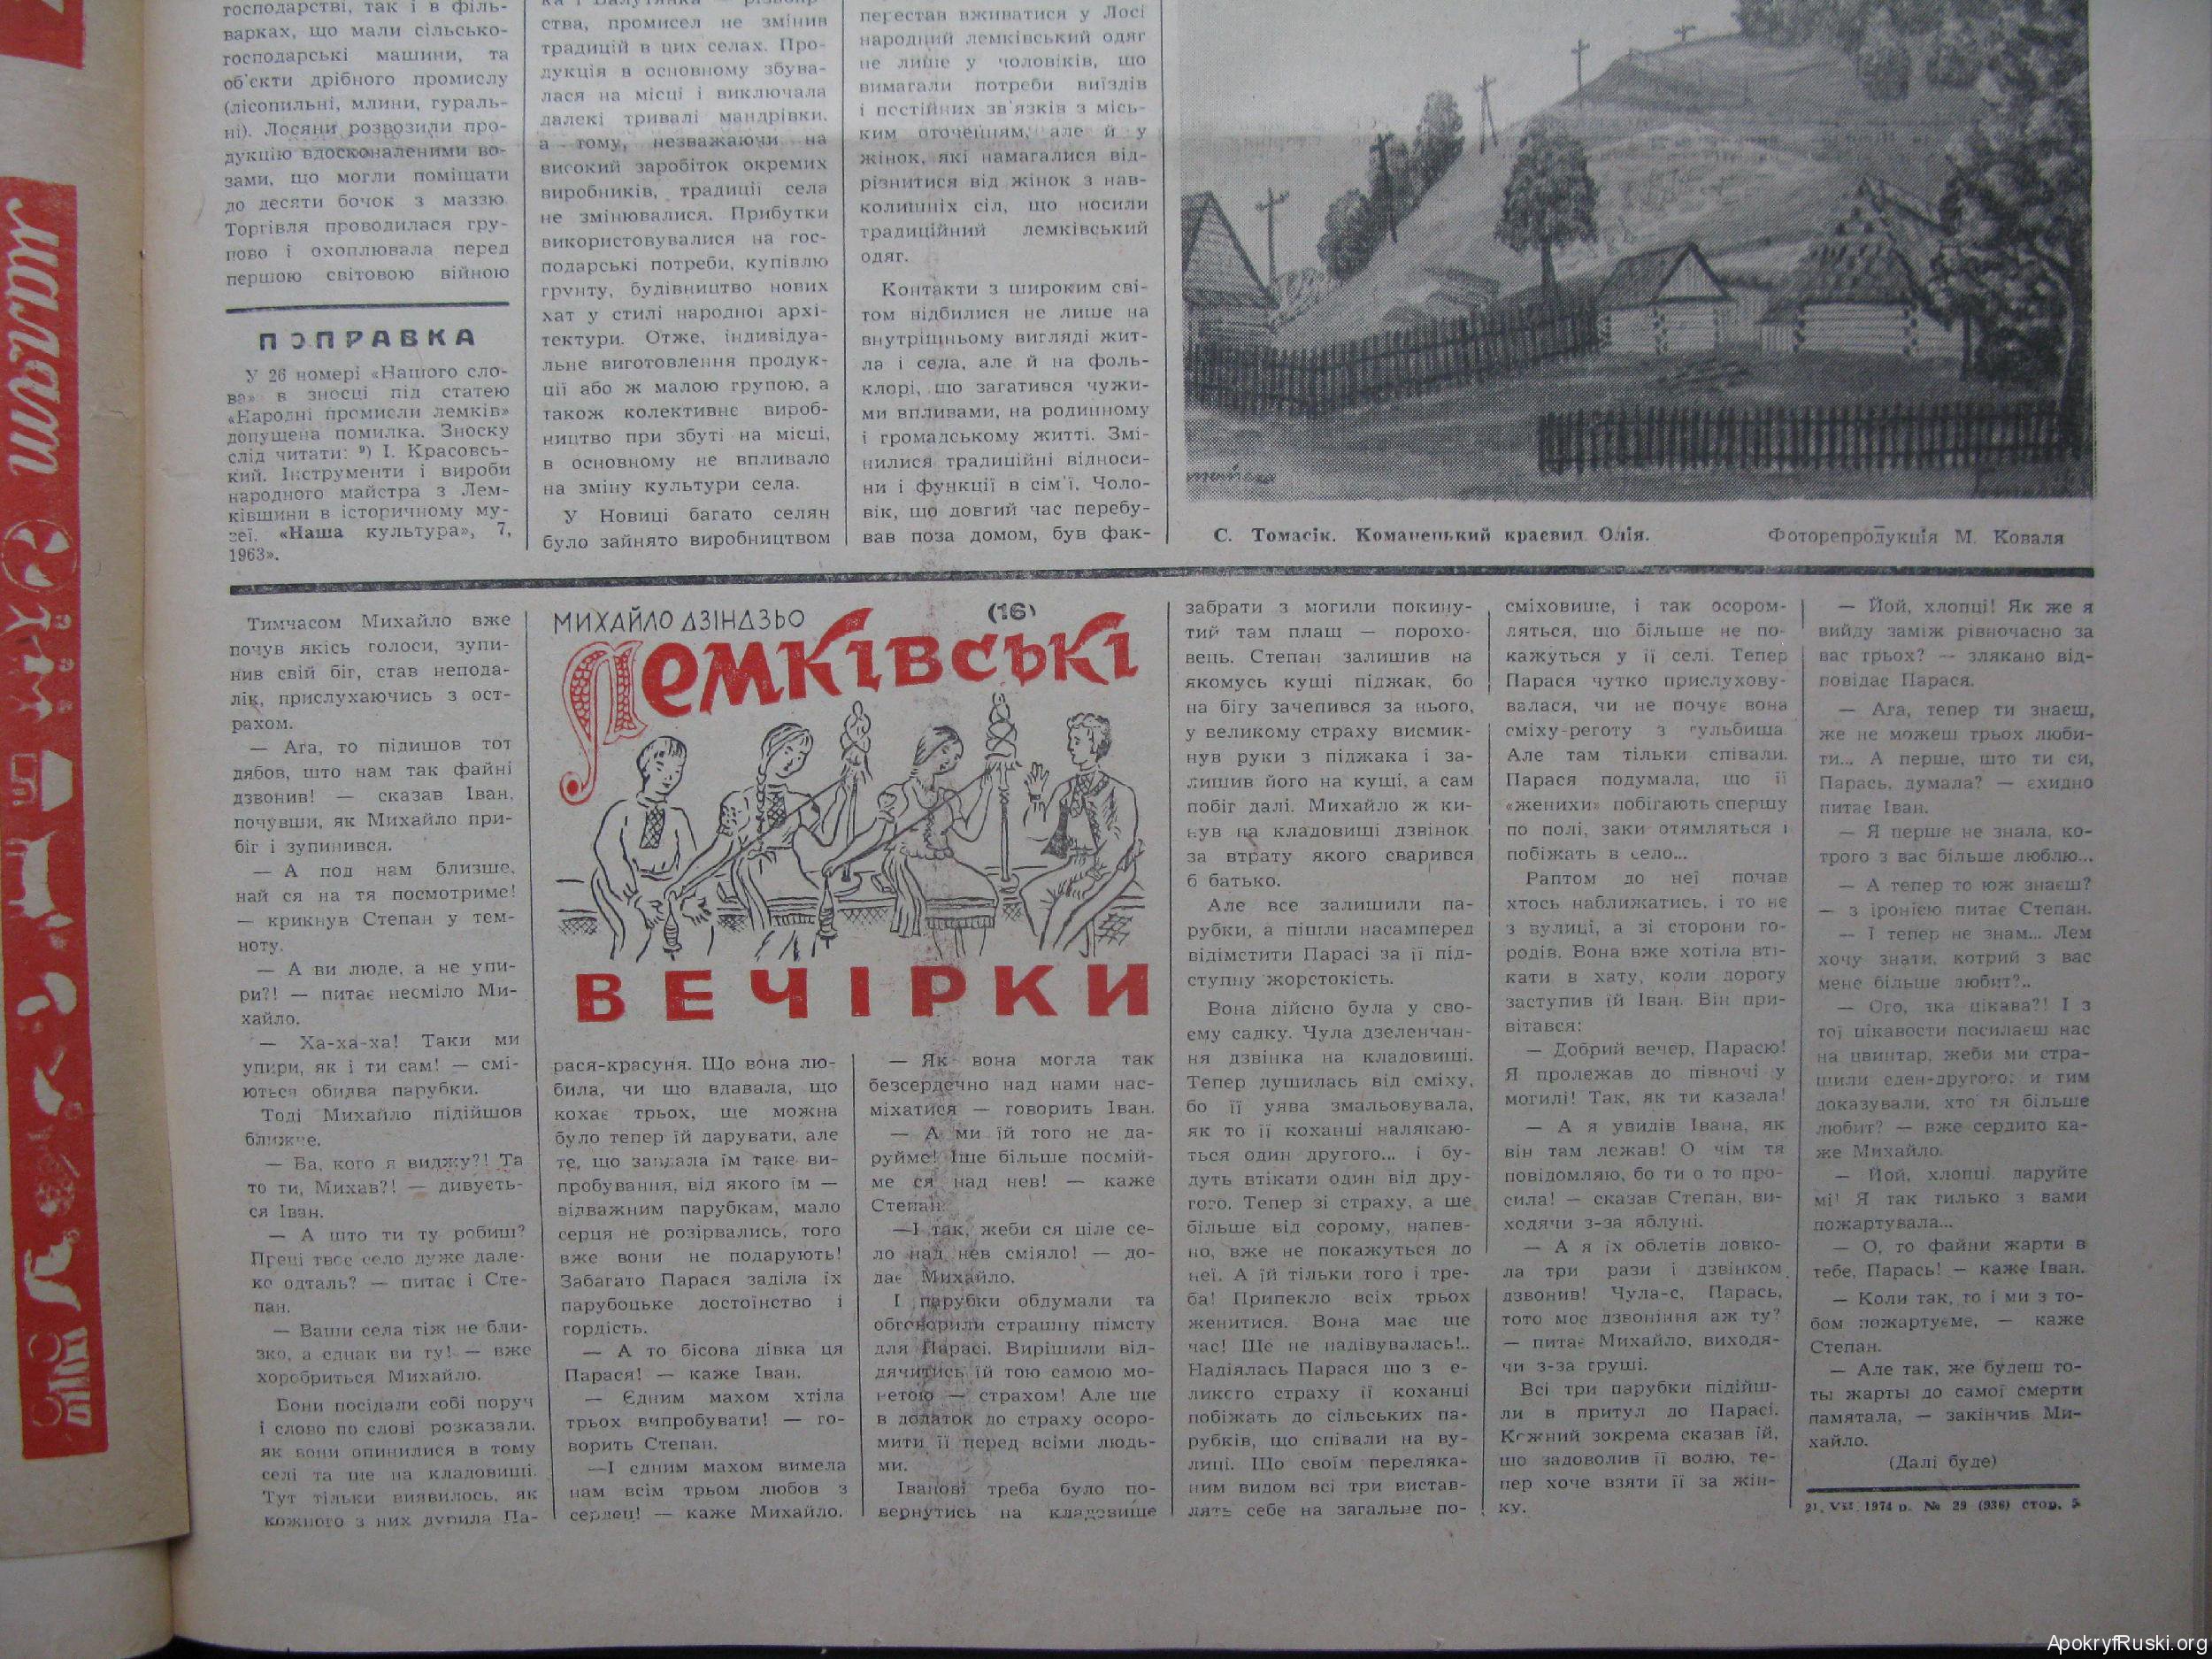 господарстві, так і в філь-
варках, що мали сільсько-
господарські машини, та
об'єкти дрібного промислу
(лісопильні, млини, гураль-
ні). Лосяни розвозили про-
дукцію вдосконаленими во-
зами, що могли поміщати
до десяти бочок з маззю.
Торгівля проводилася гру-
пово і охоплювала перед
першою світовою війною
ПОПРАВКА
У 26 номері «Нашого сло-
ва» в зносці під статею
«Народні промисли лемків»
допущена помилка. Зноску
слід читати: ⁹) І. Красовсь-
кий. Інструменти і вироби
народного майстра з Лем-
ківщини в історичному му-
зеї. «Наша культура», 7,
1963».
ства, промисел не змінив
традицій в цих селах. Про-
дукція в основному збува-
лася на місці і виключала
далекі тривалі мандрівки,
а тому, незважаючи на
високий заробіток окремих
виробників, традиції села
не змінювалися. Прибутки
використовувалися на гос-
подарські потреби, купівлю
грунту, будівництво нових
хат у стилі народної архі-
тектури. Отже, індивідуа-
льне виготовлення продук-
ції або ж малою групою, а
також колективне вироб-
ництво при збуті на місці,
в основному не впливало
на зміну культури села.
У Новиці багато селян
було зайнято виробництвом
перестав вживатися у Лосі
народний лемківський одяг
не лише у чоловіків, що
вимагали потреби виїздів
і постійних зв'язків з місь-
ким оточенням, але й у
жінок, які намагалися від-
різнитися від жінок з нав-
колишніх сіл, що носили
традиційний лемківський
одяг.
Контакти з широким сві-
том відбилися не лише на
внутрішньому вигляді жит-
ла і села, але й на фоль-
клорі, що загатився чужи-
ми впливами, на родинному
і громадському житті. Змі-
нилися традиційні відноси-
ни і функції в сім'ї. Чоло-
вік, що довгий час перебу-
вав поза домом, був фак-
С. Томасік. Команецький краєвид. Олія.
Фоторепродукція М. Коваля
Тимчасом Михайло вже
почув якісь голоси, зупи-
нив свій біг, став непода-
лік, прислухаючись з ост-
рахом.
— Ага, то підишов тот
дябов, што нам так файні
дзвонив! — сказав Іван,
почувши, як Михайло при-
біг і зупинився.
— А под нам близше,
най ся на тя посмотриме!
— крикнув Степан у тем-
ноту.
— А ви люде, а не упи-
ри?! — питає несміло Ми-
хайло.
— Ха-ха-ха! Таки ми
упири, як і ти сам! — смі-
ються обидва парубки.
Тоді Михайло підійшов
ближче.
— Ба, кого я виджу?! Та
то ти, Михав?! — дивуєть-
ся Іван.
— А што ти ту робиш?
Преці твоє село дуже дале-
ко одталь? — питає і Сте-
пан.
— Ваши села тіж не бли-
зко, а єднак ви ту! — вже
хоробриться Михайло.
Вони посідали собі поруч
і слово по слові розказали,
як вони опинилися в тому
селі та ще на кладовищі.
Тут тільки виявилось, як
кожного з них дурила Па-
МИХАЙЛО ДЗІНДЗЬО
(16)
Лемківські
ВЕЧІРКИ
рася-красуня. Що вона лю-
била, чи що вдавала, що
кохає трьох, ще можна
було тепер їй дарувати, але
те, що завдала їм таке ви-
пробування, від якого їм —
відважним парубкам, мало
серця не розірвались, того
вже вони не подарують!
Забагато Парася заділа їх
парубоцьке достоїнство і
гордість.
— А то бісова дівка ця
Парася! — каже Іван.
— Єдним махом хтіла
трьох випробувати! — го-
ворить Степан.
—І єдним махом вимела
нам всім трьом любов з
сердец! — каже Михайло.
— Як вона могла так
безсердечно над нами нас-
міхатися — говорить Іван.
— А ми їй того не да-
руйме! Іще більше посмій-
ме ся над нев! — каже
Степан.
—І так, жеби ся ціле се-
ло над нев сміяло! — до-
дає Михайло.
І парубки обдумали та
обговорили страшну пімсту
для Парасі. Вирішили від-
дячитись їй тою самою мо-
нетою — страхом! Але ще
в додаток до страху осоро-
мити її перед всіми людь-
ми.
Іванові треба було по-
вернутись на кладовище
забрати з могили покину-
тий там плащ — порохо-
вець. Степан залишив на
якомусь кущі піджак, бо
на бігу зачепився за нього,
у великому страху висмик-
нув руки з піджака і за-
лишив його на кущі, а сам
побіг далі. Михайло ж ки-
нув на кладовищі дзвінок
за втрату якого сварився
б батько.
Але все залишили па-
рубки, а пішли насамперед
відімстити Парасі за її під-
ступну жорстокість.
Вона дійсно була у сво-
єму садку. Чула дзеленчан-
ня дзвінка на кладовищі.
Тепер душилась від сміху,
бо її уява змальовувала,
як то її коханці налякаю-
ться один другого... і бу-
дуть втікати один від дру-
гого. Тепер зі страху, а ще
більше від сорому, напев-
но, вже не покажуться до
неї. А їй тільки того і тре-
ба! Припекло всіх трьох
женитися. Вона має ще
час! Ще не надівувалась!..
Надіялась Парася що з е-
ликого страху її коханці
побіжать до сільських па-
рубків, що співали на ву-
лиці. Що своїм переляка-
ним видом всі три вистав-
лять себе на загальне по-
сміховище, і так осором-
ляться, що більше не по-
кажуться у її селі. Тепер
Парася чутко прислухову-
валася, чи не почує вона
сміху-реготу з гульбища.
Але там тільки співали.
Парася подумала, що її
«женихи» побігають спершу
по полі, заки отямляться і
побіжать в село...
Раптом до неї почав
хтось наближатись, і то не
з вулиці, а зі сторони го-
родів. Вона вже хотіла вті-
кати в хату, коли дорогу
заступив їй Іван. Він при-
вітався:
— Добрий вечер, Парасю!
Я пролежав до півночі у
могилі! Так, як ти казала!
— А я увидів Івана, як
він там лежав! О чім тя
повідомляю, бо ти о то про-
сила! — сказав Степан, ви-
ходячи з-за яблуні.
— А я їх облетів довко-
ла три рази і дзвінком
дзвонив! Чула-с, Парась,
тото моє дзвоніння аж ту?
— питає Михайло, виходя-
чи з-за груші.
Всі три парубки підійш-
ли в притул до Парасі.
Кожний зокрема сказав їй,
що задоволив її волю, те-
пер хоче взяти її за жін-
ку.
— Йой, хлопці! Як же я
вийду заміж рівночасно за
вас трьох? — злякано від-
повідає Парася.
— Ага, тепер ти знаєш,
же не можеш трьох люби-
ти... А перше, што ти си,
Парась, думала? — єхидно
питає Іван.
— Я перше не знала, ко-
трого з вас більше люблю...
— А тепер то юж знаєш?
— з іронією питає Степан.
— І тепер не знам... Лем
хочу знати, котрий з вас
мене більше любит?..
— Ого, яка цікава?! І з
тої цікавости посилаєш нас
на цвинтар, жеби ми стра-
шили еден-другого; и тим
доказували, хто тя більше
любит? — вже сердито ка-
же Михайло.
— Йой, хлопці, даруйте
мі! Я так тилько з вами
пожартувала...
— О, то файни жарти в
тебе, Парась! — каже Іван.
— Коли так, то і ми з то-
бом пожартуєме, — каже
Степан.
— Але так, же будеш то-
ты жарты до самої смерти
памятала, — закінчив Ми-
хайло.
(Далі буде)
21. VII. 1974 р. № 29 (936) стор. 5
ApokryfRuski.org